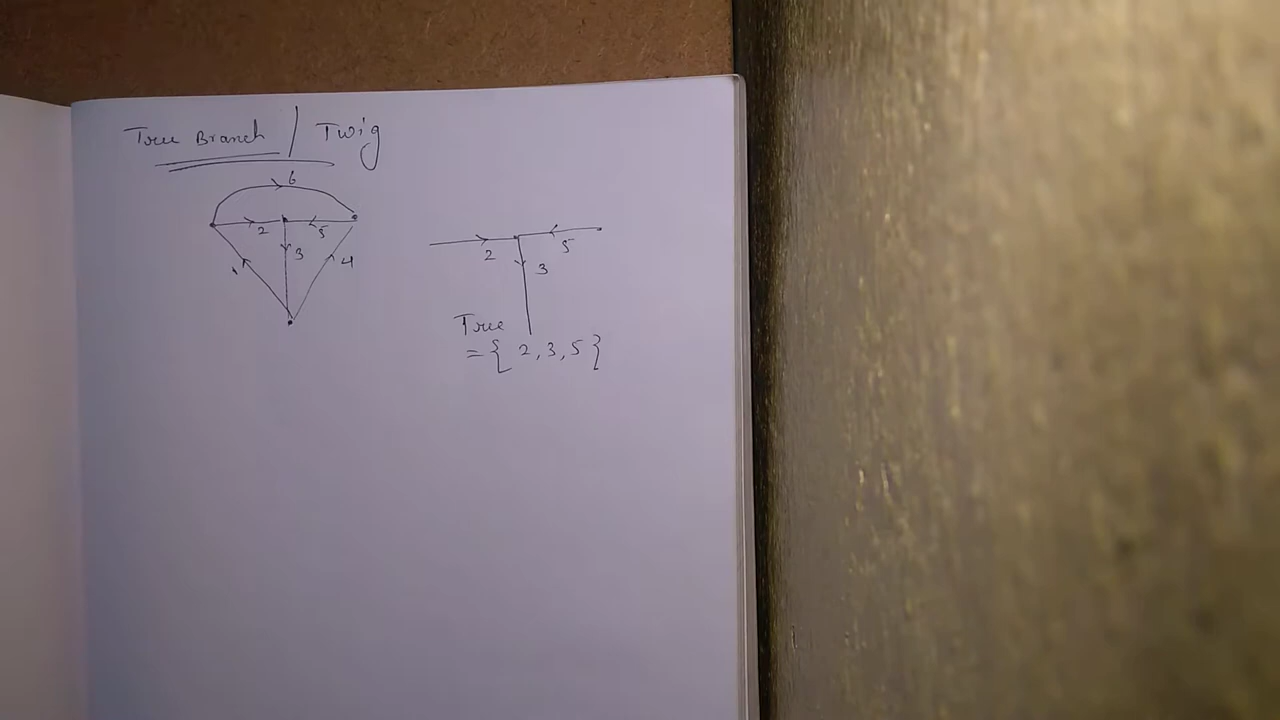 Tree Branch / Twig
6
2 5
3
1 4
2 5
3
Tree
= { 2, 3, 5 }